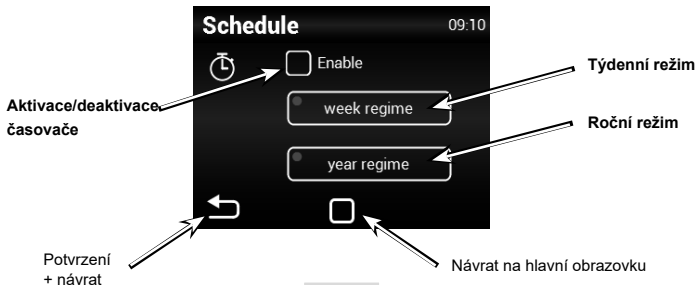 Schedule 09:10
Enable
Týdenní režim
Aktivace/deaktivace
časovače
week regime
Roční režim
year regime
Potvrzení
+ návrat
Návrat na hlavní obrazovku